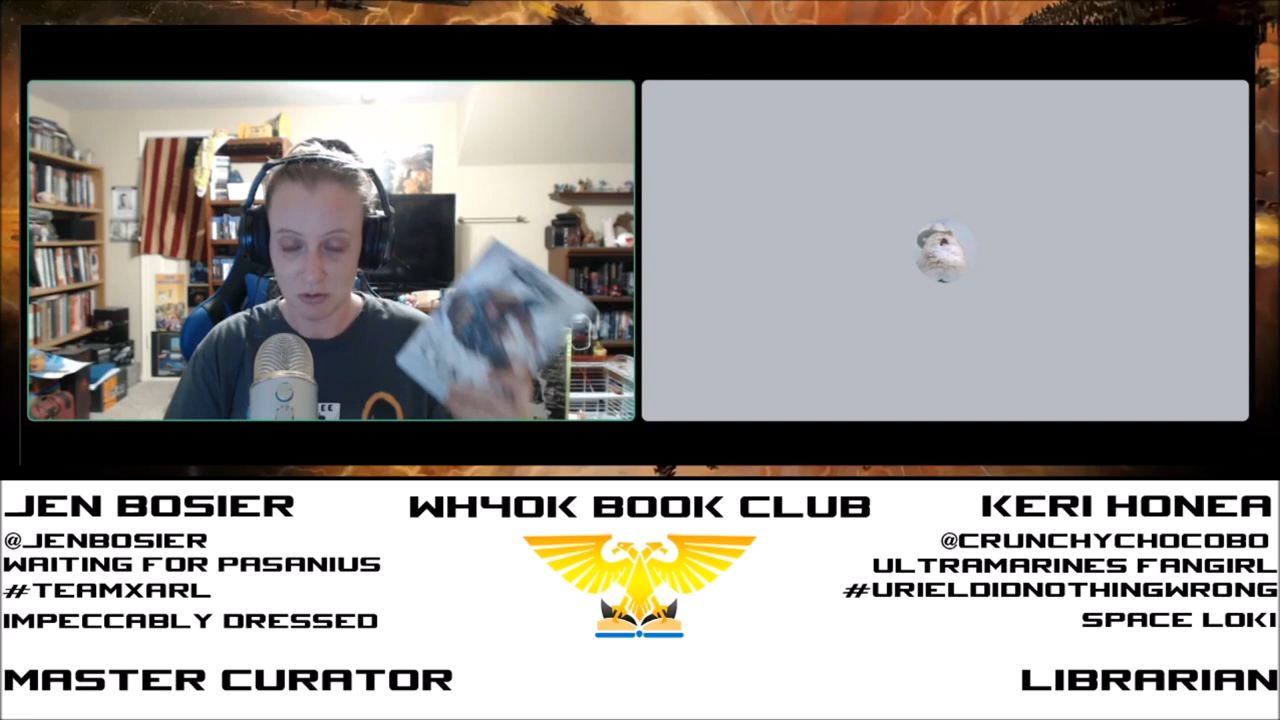 JEN BOSIER
@JENBOSIER
WAITING FOR PASANIUS
#TEAMXARL
IMPECCABLY DRESSED
MASTER CURATOR
WH40K BOOK CLUB
KERI HONEA
@CRUNCHYCHOCOBO
ULTRAMARINES FANGIRL
#URIELDIDNOTHINGWRONG
SPACE LOKI
LIBRARIAN